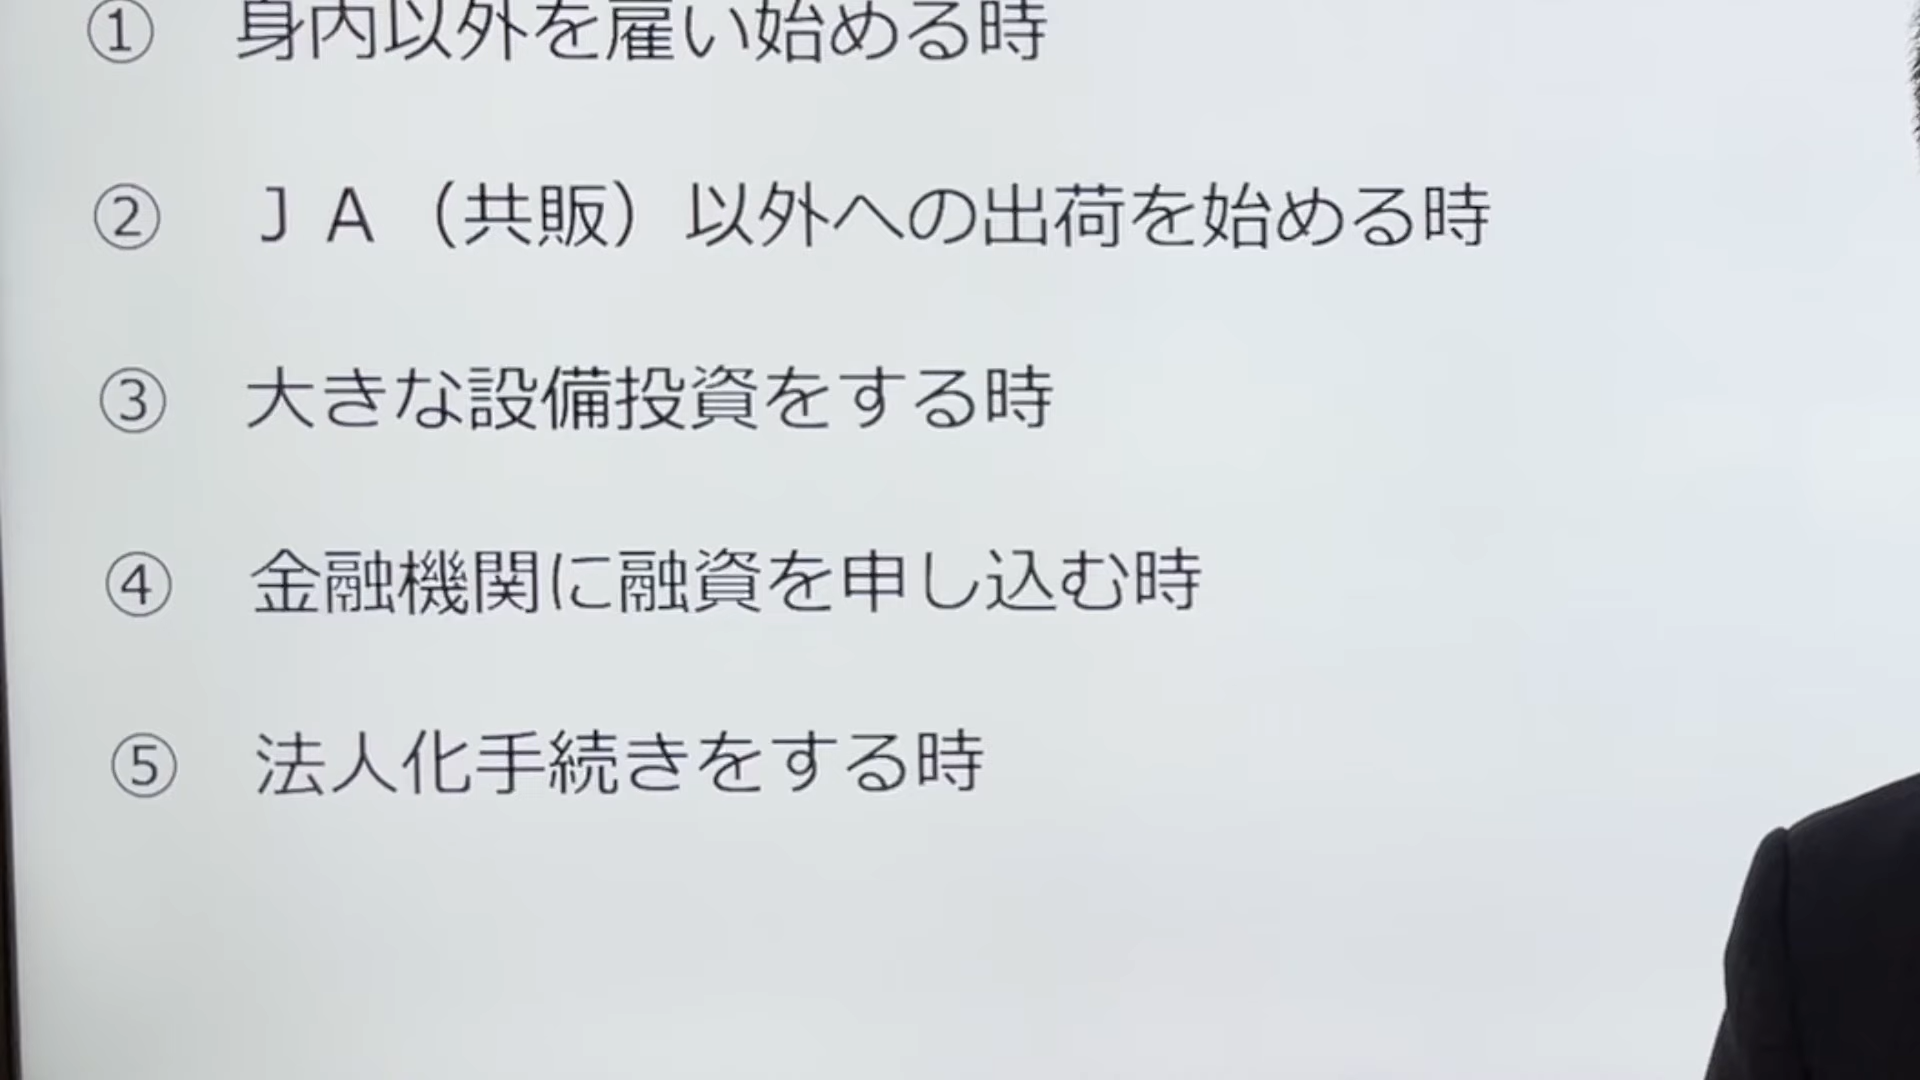 ① 身内以外を雇い始める時
② JA(共販)以外への出荷を始める時
③ 大きな設備投資をする時
④ 金融機関に融資を申し込む時
⑤ 法人化手続きをする時